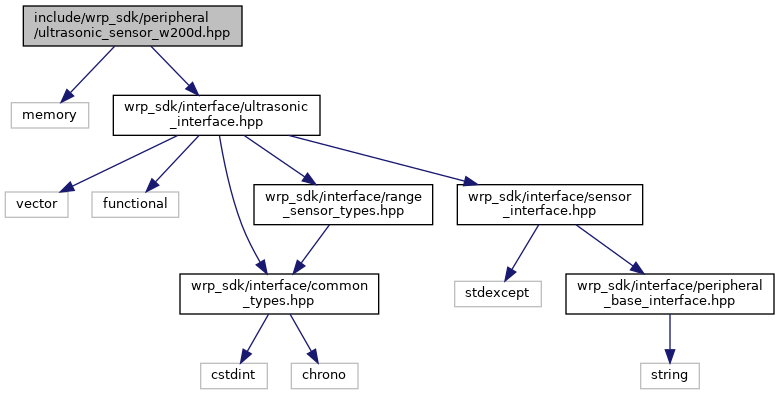 include/wrp_sdk/peripheral
/ultrasonic_sensor_w200d.hpp
memory
wrp_sdk/interface/ultrasonic
_interface.hpp
vector
functional
wrp_sdk/interface/range
_sensor_types.hpp
wrp_sdk/interface/sensor
_interface.hpp
wrp_sdk/interface/common
_types.hpp
stdexcept
wrp_sdk/interface/peripheral
_base_interface.hpp
cstdint
chrono
string